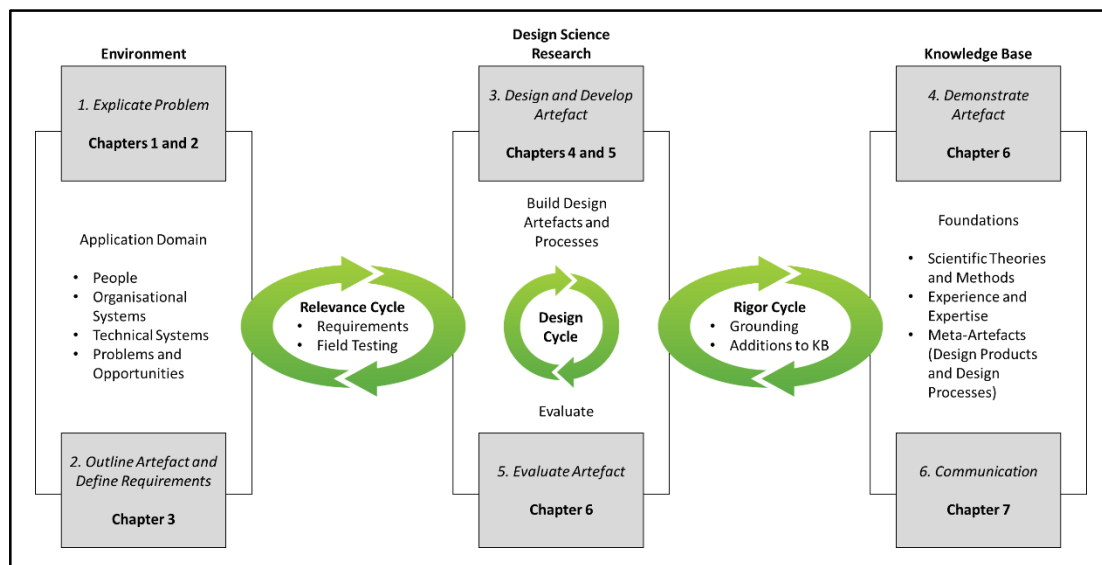 Environment
1. Explicate Problem
Chapters 1 and 2
Application Domain
• People
• Organisational
Systems
• Technical Systems
• Problems and
Opportunities
2. Outline Artefact and
Define Requirements
Chapter 3
Relevance Cycle
• Requirements
• Field Testing
Design Science
Research
3. Design and Develop
Artefact
Chapters 4 and 5
Build Design
Artefacts and
Processes
Design
Cycle
Evaluate
5. Evaluate Artefact
Chapter 6
Rigor Cycle
• Grounding
• Additions to KB
Knowledge Base
4. Demonstrate
Artefact
Chapter 6
Foundations
• Scientific Theories
and Methods
• Experience and
Expertise
• Meta-Artefacts
(Design Products
and Design
Processes)
6. Communication
Chapter 7